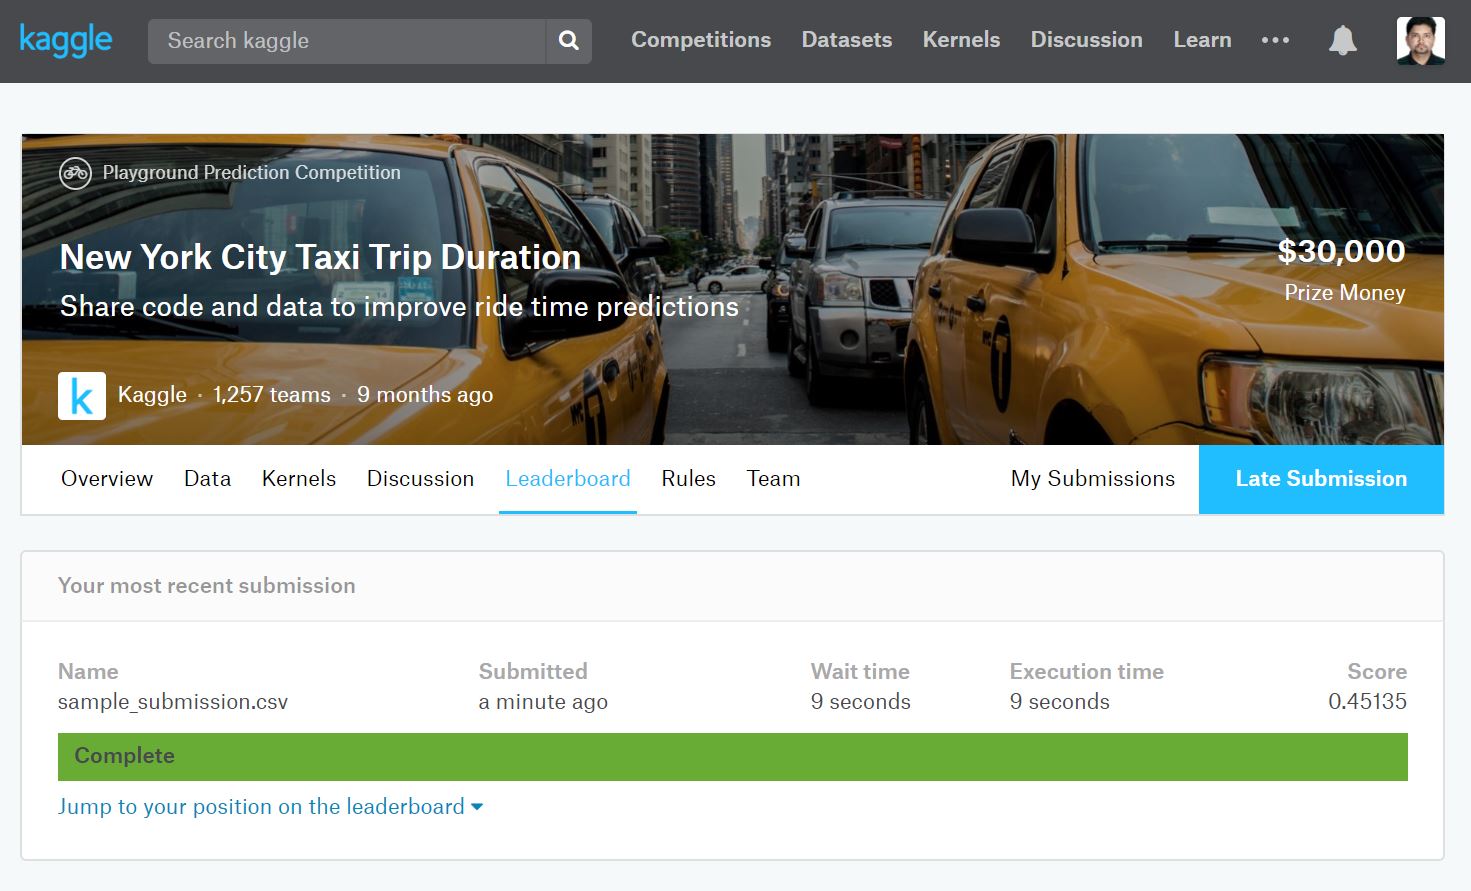 kaggle
Search kaggle
Competitions Datasets Kernels Discussion Learn
Playground Prediction Competition
New York City Taxi Trip Duration
Share code and data to improve ride time predictions
$30,000
Prize Money
k
Kaggle · 1,257 teams · 9 months ago
NYC T
NYC T
Overview Data Kernels Discussion Leaderboard Rules Team My Submissions Late Submission
Your most recent submission
Name Submitted Wait time Execution time Score
sample_submission.csv a minute ago 9 seconds 9 seconds 0.45135
Complete
Jump to your position on the leaderboard